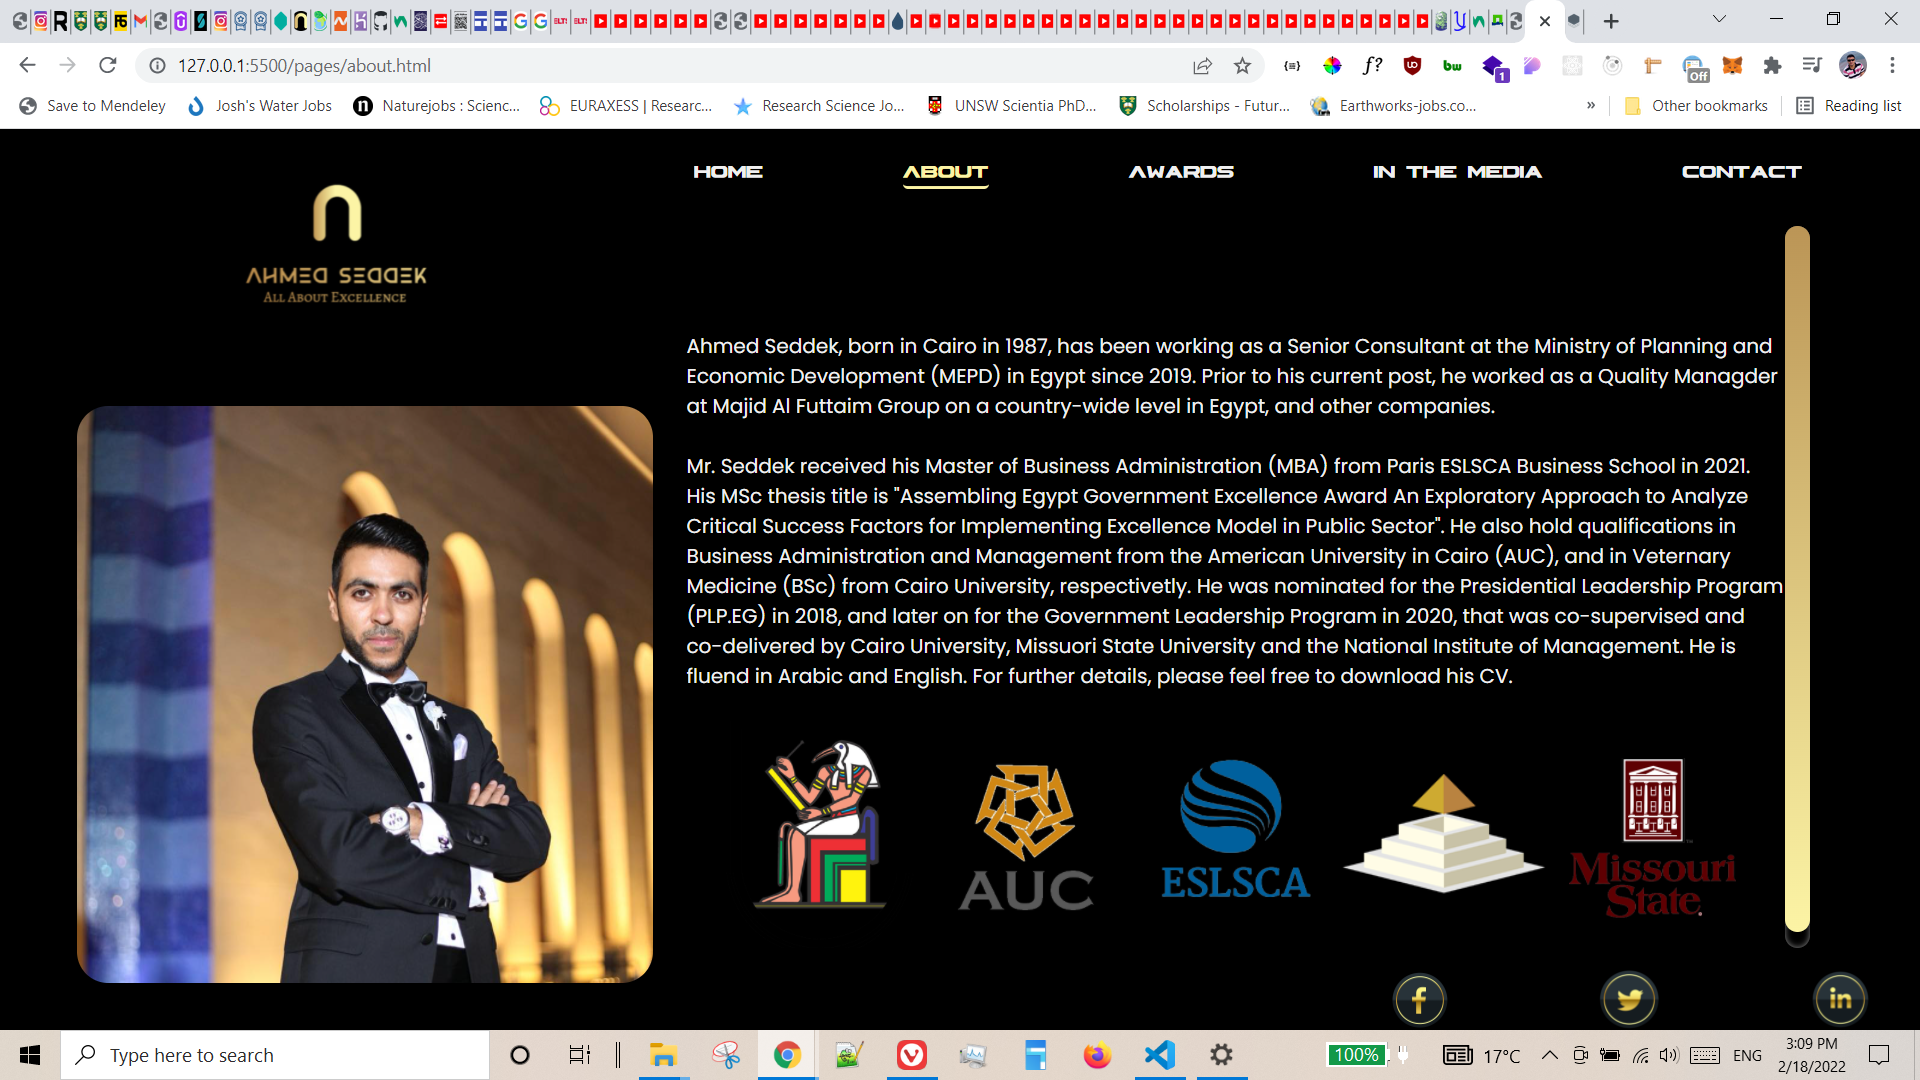 127.0.0.1:5500/pages/about.html
Off
1
Save to Mendeley
Josh's Water Jobs
Naturejobs : Scienc...
EURAXESS | Researc...
Research Science Jo...
UNSW Scientia PhD...
Scholarships - Futur...
Earthworks-jobs.co...
»
Other bookmarks
Reading list
HOME
ABOUT
AWARDS
IN THE MEDIA
CONTACT
AHMED SEDDEK
ALL ABOUT EXCELLENCE
Ahmed Seddek, born in Cairo in 1987, has been working as a Senior Consultant at the Ministry of Planning and
Economic Development (MEPD) in Egypt since 2019. Prior to his current post, he worked as a Quality Managder
at Majid Al Futtaim Group on a country-wide level in Egypt, and other companies.
Mr. Seddek received his Master of Business Administration (MBA) from Paris ESLSCA Business School in 2021.
His MSc thesis title is "Assembling Egypt Government Excellence Award An Exploratory Approach to Analyze
Critical Success Factors for Implementing Excellence Model in Public Sector". He also hold qualifications in
Business Administration and Management from the American University in Cairo (AUC), and in Veternary
Medicine (BSc) from Cairo University, respectivetly. He was nominated for the Presidential Leadership Program
(PLP.EG) in 2018, and later on for the Government Leadership Program in 2020, that was co-supervised and
co-delivered by Cairo University, Missuori State University and the National Institute of Management. He is
fluend in Arabic and English. For further details, please feel free to download his CV.
AUC
ESLSCA
Missouri
State.
Type here to search
100%
17°C
ENG
3:09 PM
2/18/2022